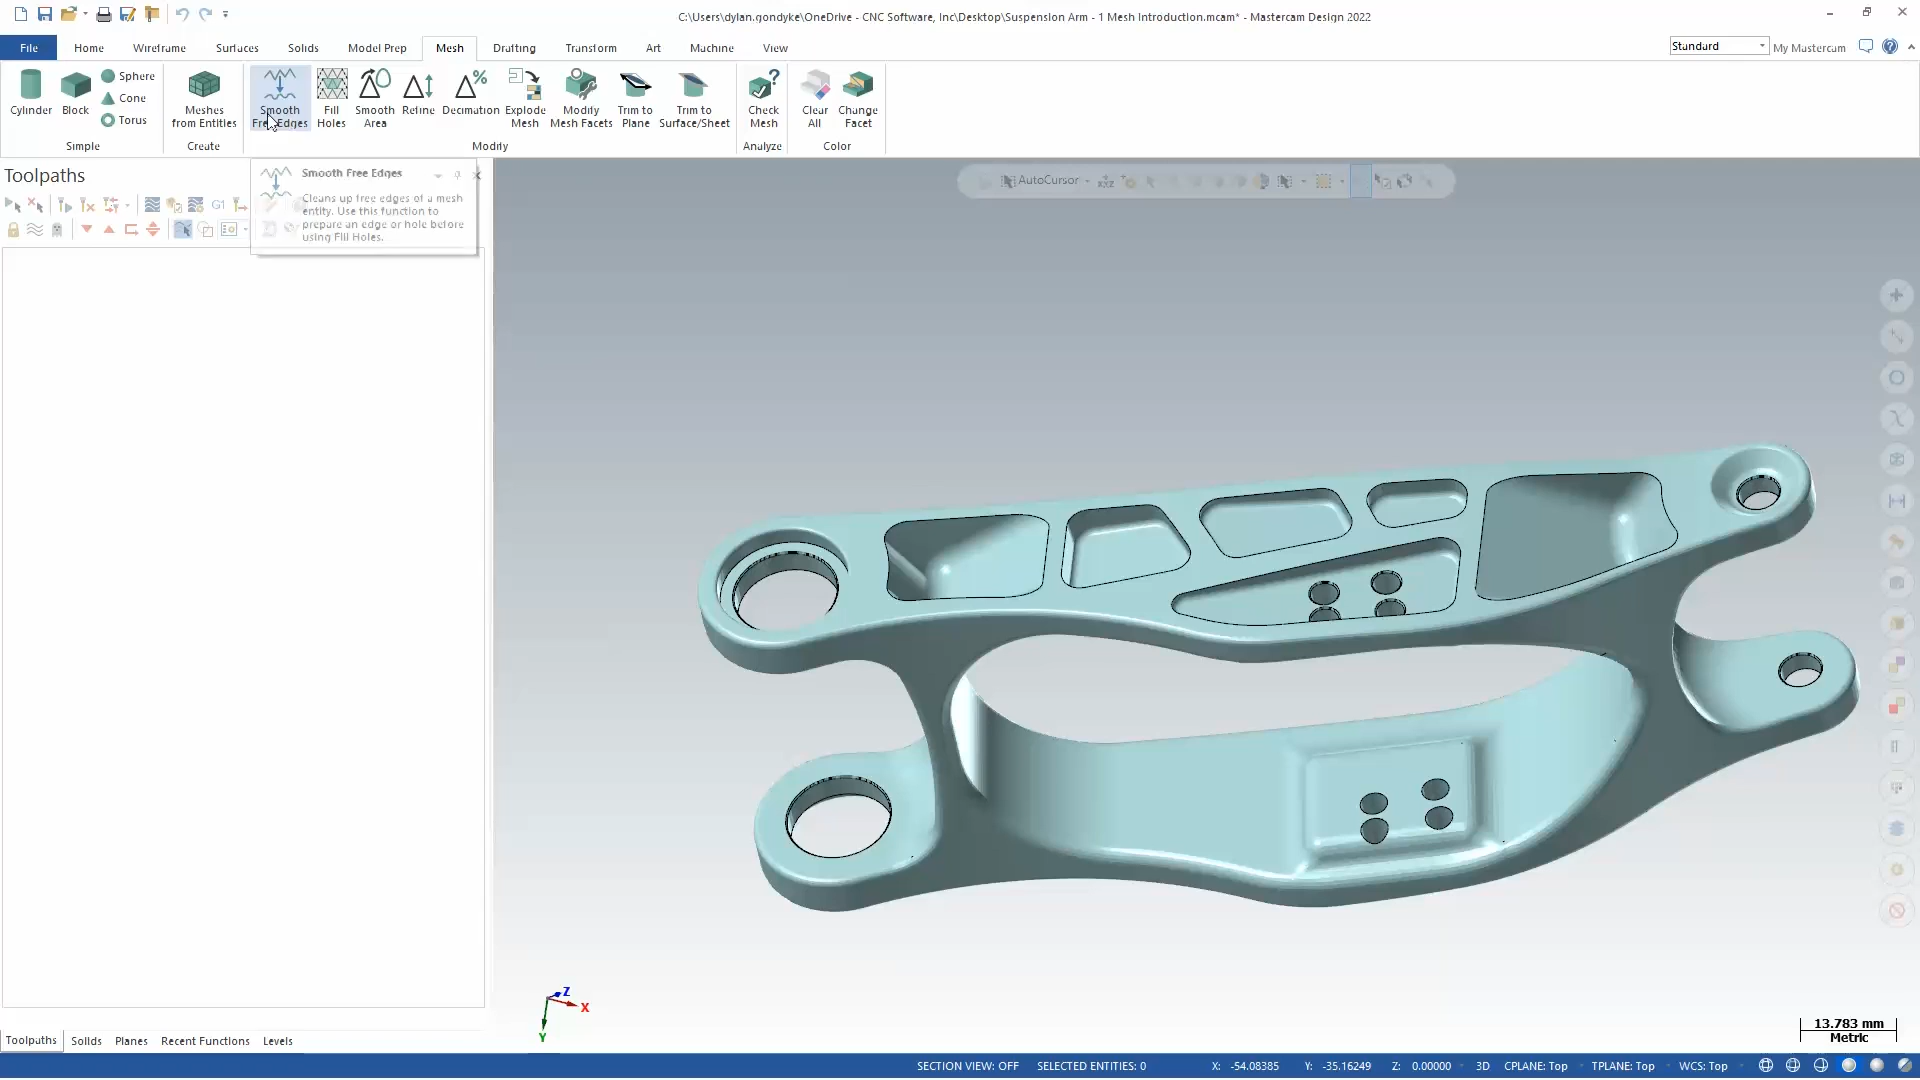 C:\Users\dylan.gondyke\OneDrive - CNC Software, Inc\Desktop\Suspension Arm - 1 Mesh Introduction.mcam* - Mastercam Design 2022
File Home Wireframe Surfaces Solids Model Prep Mesh Drafting Transform Art Machine View Standard My Mastercam
Cylinder
Block
Sphere
Cone
Torus
Simple
Meshes
from Entities
Create
Smooth
Free Edges
Fill
Holes
Smooth
Area
Refine
Decimation
Explode
Mesh
Modify
Mesh Facets
Trim to
Plane
Trim to
Surface/Sheet
Modify
Check
Mesh
Analyze
Clear
All
Change
Facet
Color
Toolpaths
G1
Smooth Free Edges
Cleans up free edges of a mesh
entity. Use this function to
prepare an edge or hole before
using Fill Holes.
AutoCursor
Z
X
Y
13.783 mm
Metric
Toolpaths Solids Planes Recent Functions Levels
SECTION VIEW: OFF SELECTED ENTITIES: 0 X: -54.08385 Y: -35.16249 Z: 0.00000 3D CPLANE: Top TPLANE: Top WCS: Top